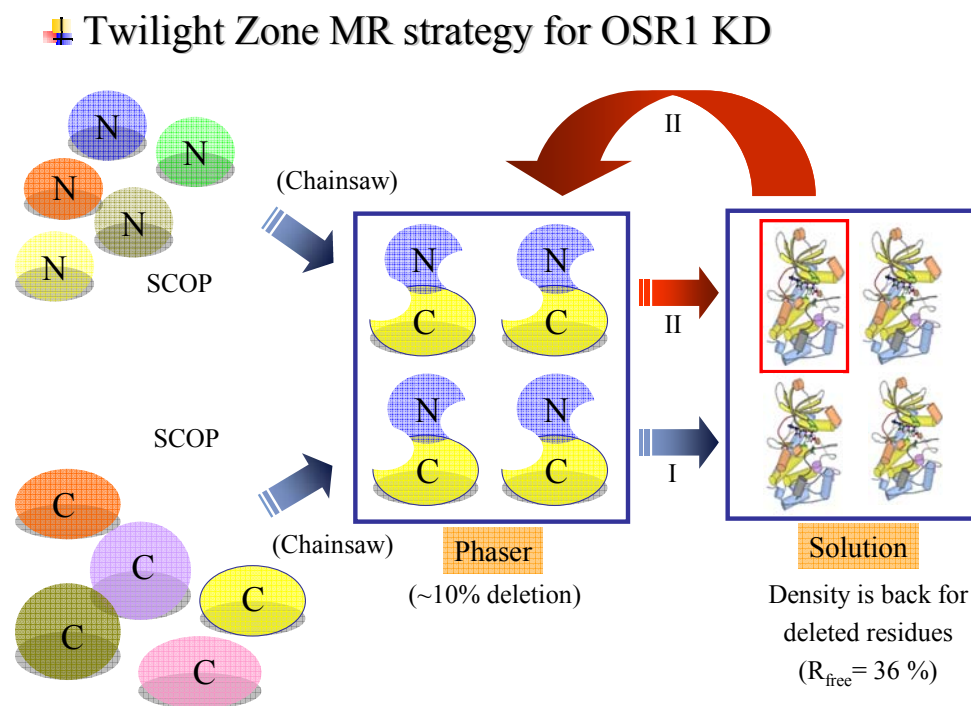 Twilight Zone MR strategy for OSR1 KD
N
N
N
N
N
SCOP
(Chainsaw)
II
N
N
C
C
N
N
C
C
II
I
SCOP
(Chainsaw)
C
C
C
C
C
Phaser
(~10% deletion)
Solution
Density is back for
deleted residues
(Rfree= 36 %)